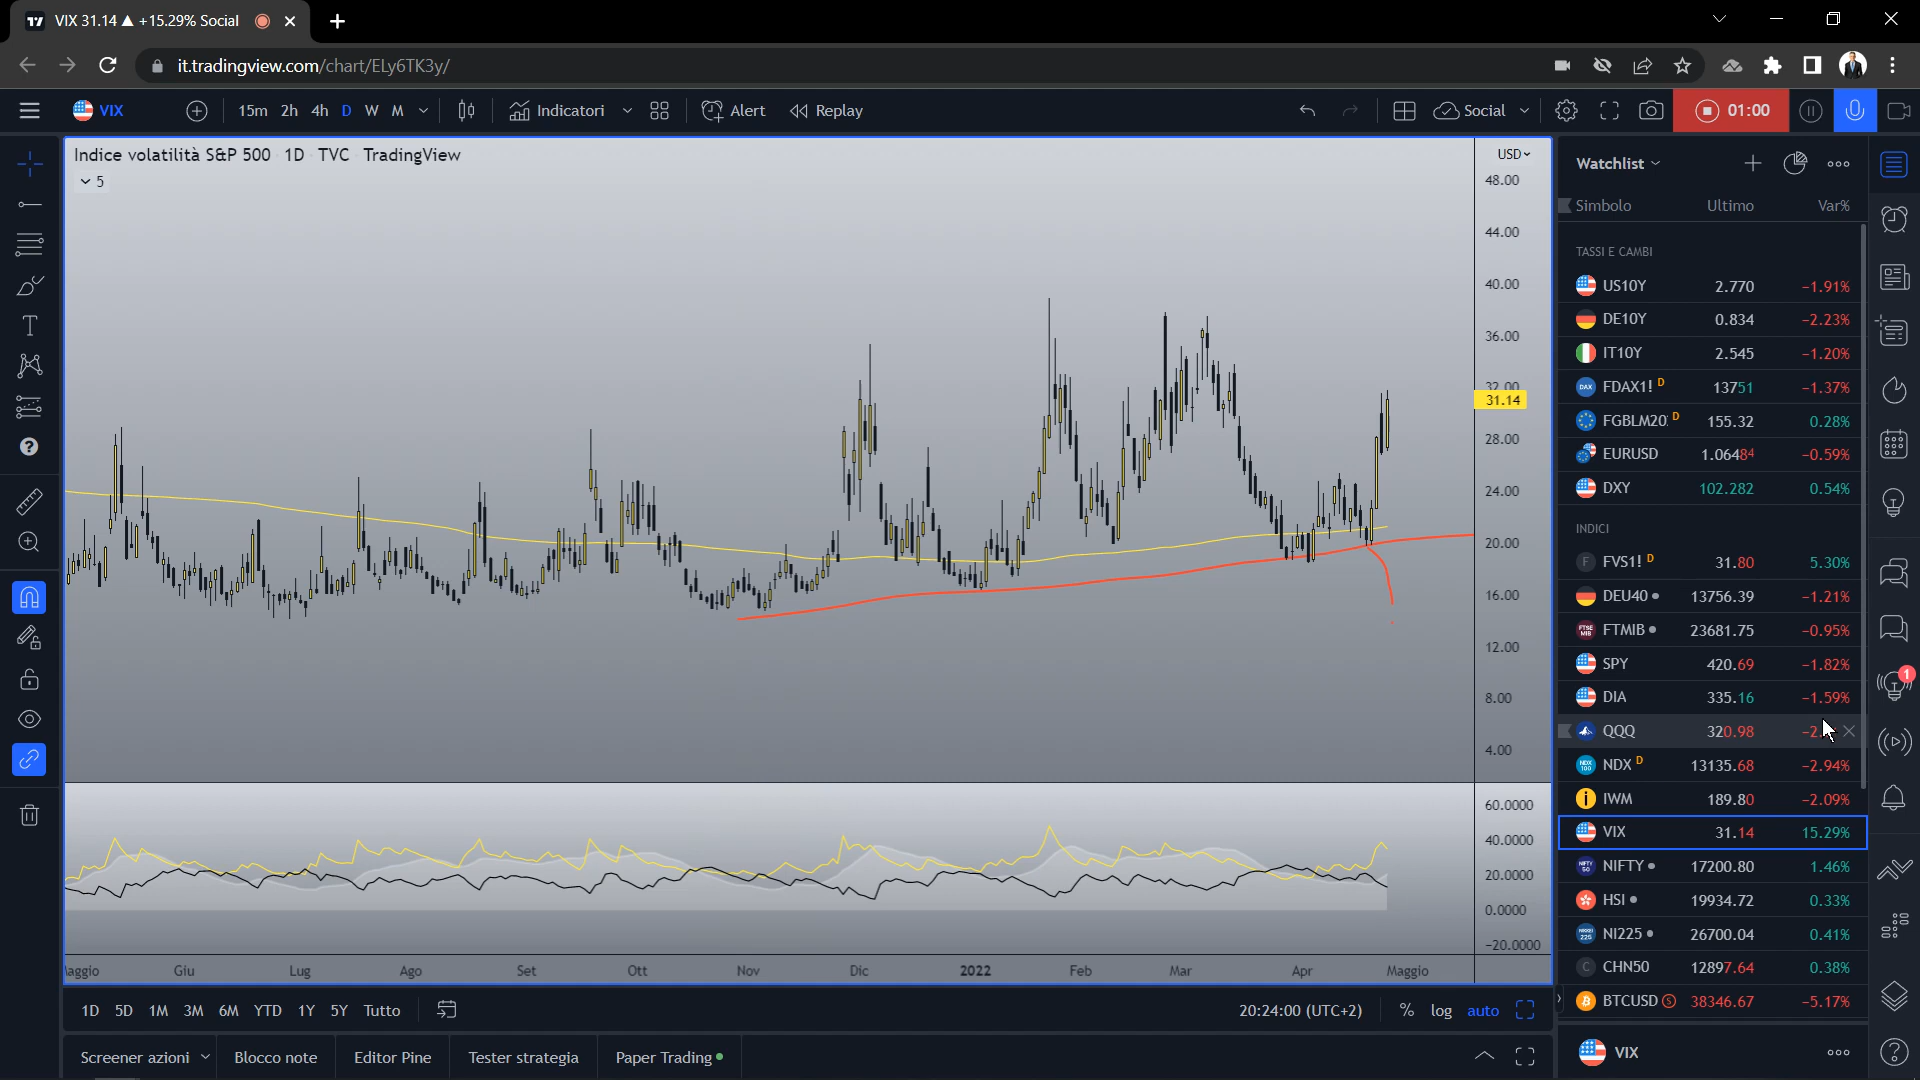 VIX 31.14 ▲ +15.29% Social
it.tradingview.com/chart/ELy6TK3y/
VIX 15m 2h 4h D W M Indicatori Alert Replay Social 01:00
Indice volatilità S&P 500 1D TVC TradingView
5
USD
48.00
44.00
40.00
36.00
32.00
31.14
28.00
24.00
20.00
16.00
12.00
8.00
4.00
60.0000
40.0000
20.0000
0.0000
-20.0000
Giu Lug Ago Set Ott Nov Dic 2022 Feb Mar Apr Maggio
1D 5D 1M 3M 6M YTD 1Y 5Y Tutto 20:24:00 (UTC+2) % log auto
Screener azioni Blocco note Editor Pine Tester strategia Paper Trading
Watchlist
Simbolo Ultimo Var%
TASSI E CAMBI
US10Y 2.770 -1.91%
DE10Y 0.834 -2.23%
IT10Y 2.545 -1.20%
DAX FDAX1! D 13751 -1.37%
FGBLM20 D 155.32 0.28%
EURUSD 1.06484 -0.59%
DXY 102.282 0.54%
INDICI
F FVS1! D 31.80 5.30%
DEU40 13756.39 -1.21%
FTSE MIB FTMIB 23681.75 -0.95%
SPY 420.69 -1.82%
DIA 335.16 -1.59%
QQQ 320.98 -2.
NDX 100 NDX D 13135.68 -2.94%
IWM 189.80 -2.09%
VIX 31.14 15.29%
NIFTY 50 NIFTY 17200.80 1.46%
HSI 19934.72 0.33%
NIKKEI 225 NI225 26700.04 0.41%
C CHN50 12897.64 0.38%
BTCUSD S 38346.67 -5.17%
VIX
1